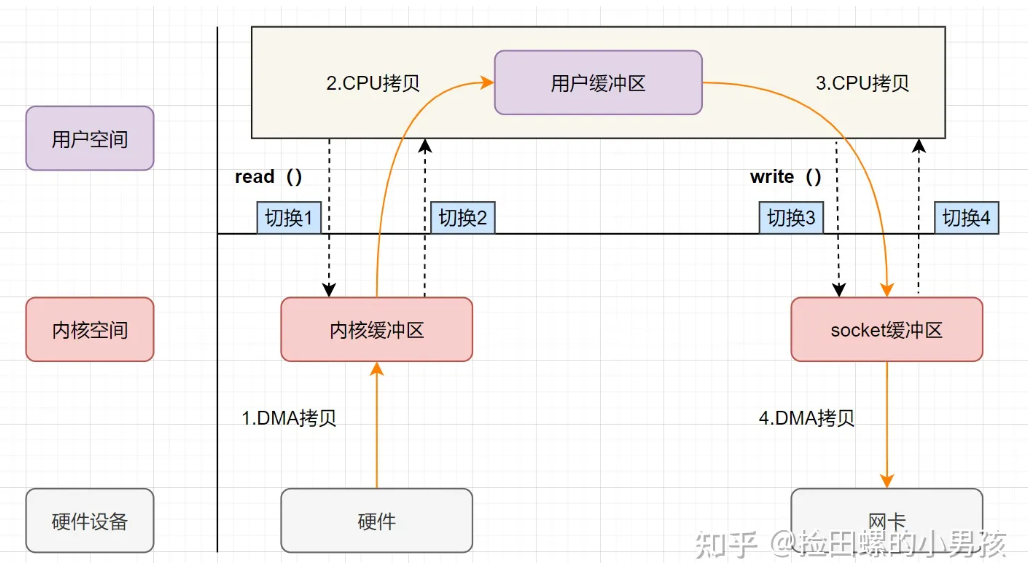 2.CPU拷贝
用户缓冲区
3.CPU拷贝
用户空间
read（）
write（）
切换1
切换2
切换3
切换4
内核空间
内核缓冲区
socket缓冲区
1.DMA拷贝
4.DMA拷贝
硬件设备
硬件
网卡
知乎 @捡田螺的小男孩